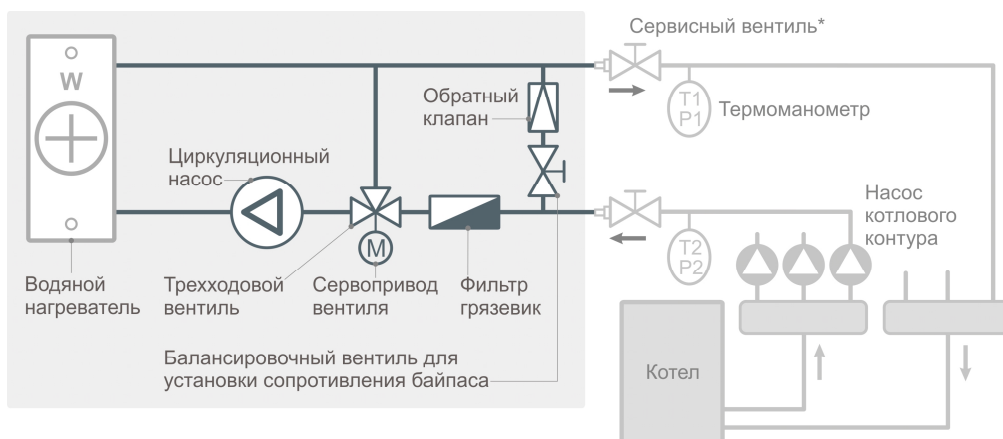 Сервисный вентиль*
W
Обратный
клапан
T1
P1
Термоманометр
Циркуляционный
насос
Насос
котлового
контура
M
T2
P2
Водяной
нагреватель
Трехходовой
вентиль
Сервопривод
вентиля
Фильтр
грязевик
Балансировочный вентиль для
установки сопротивления байпаса
Котел